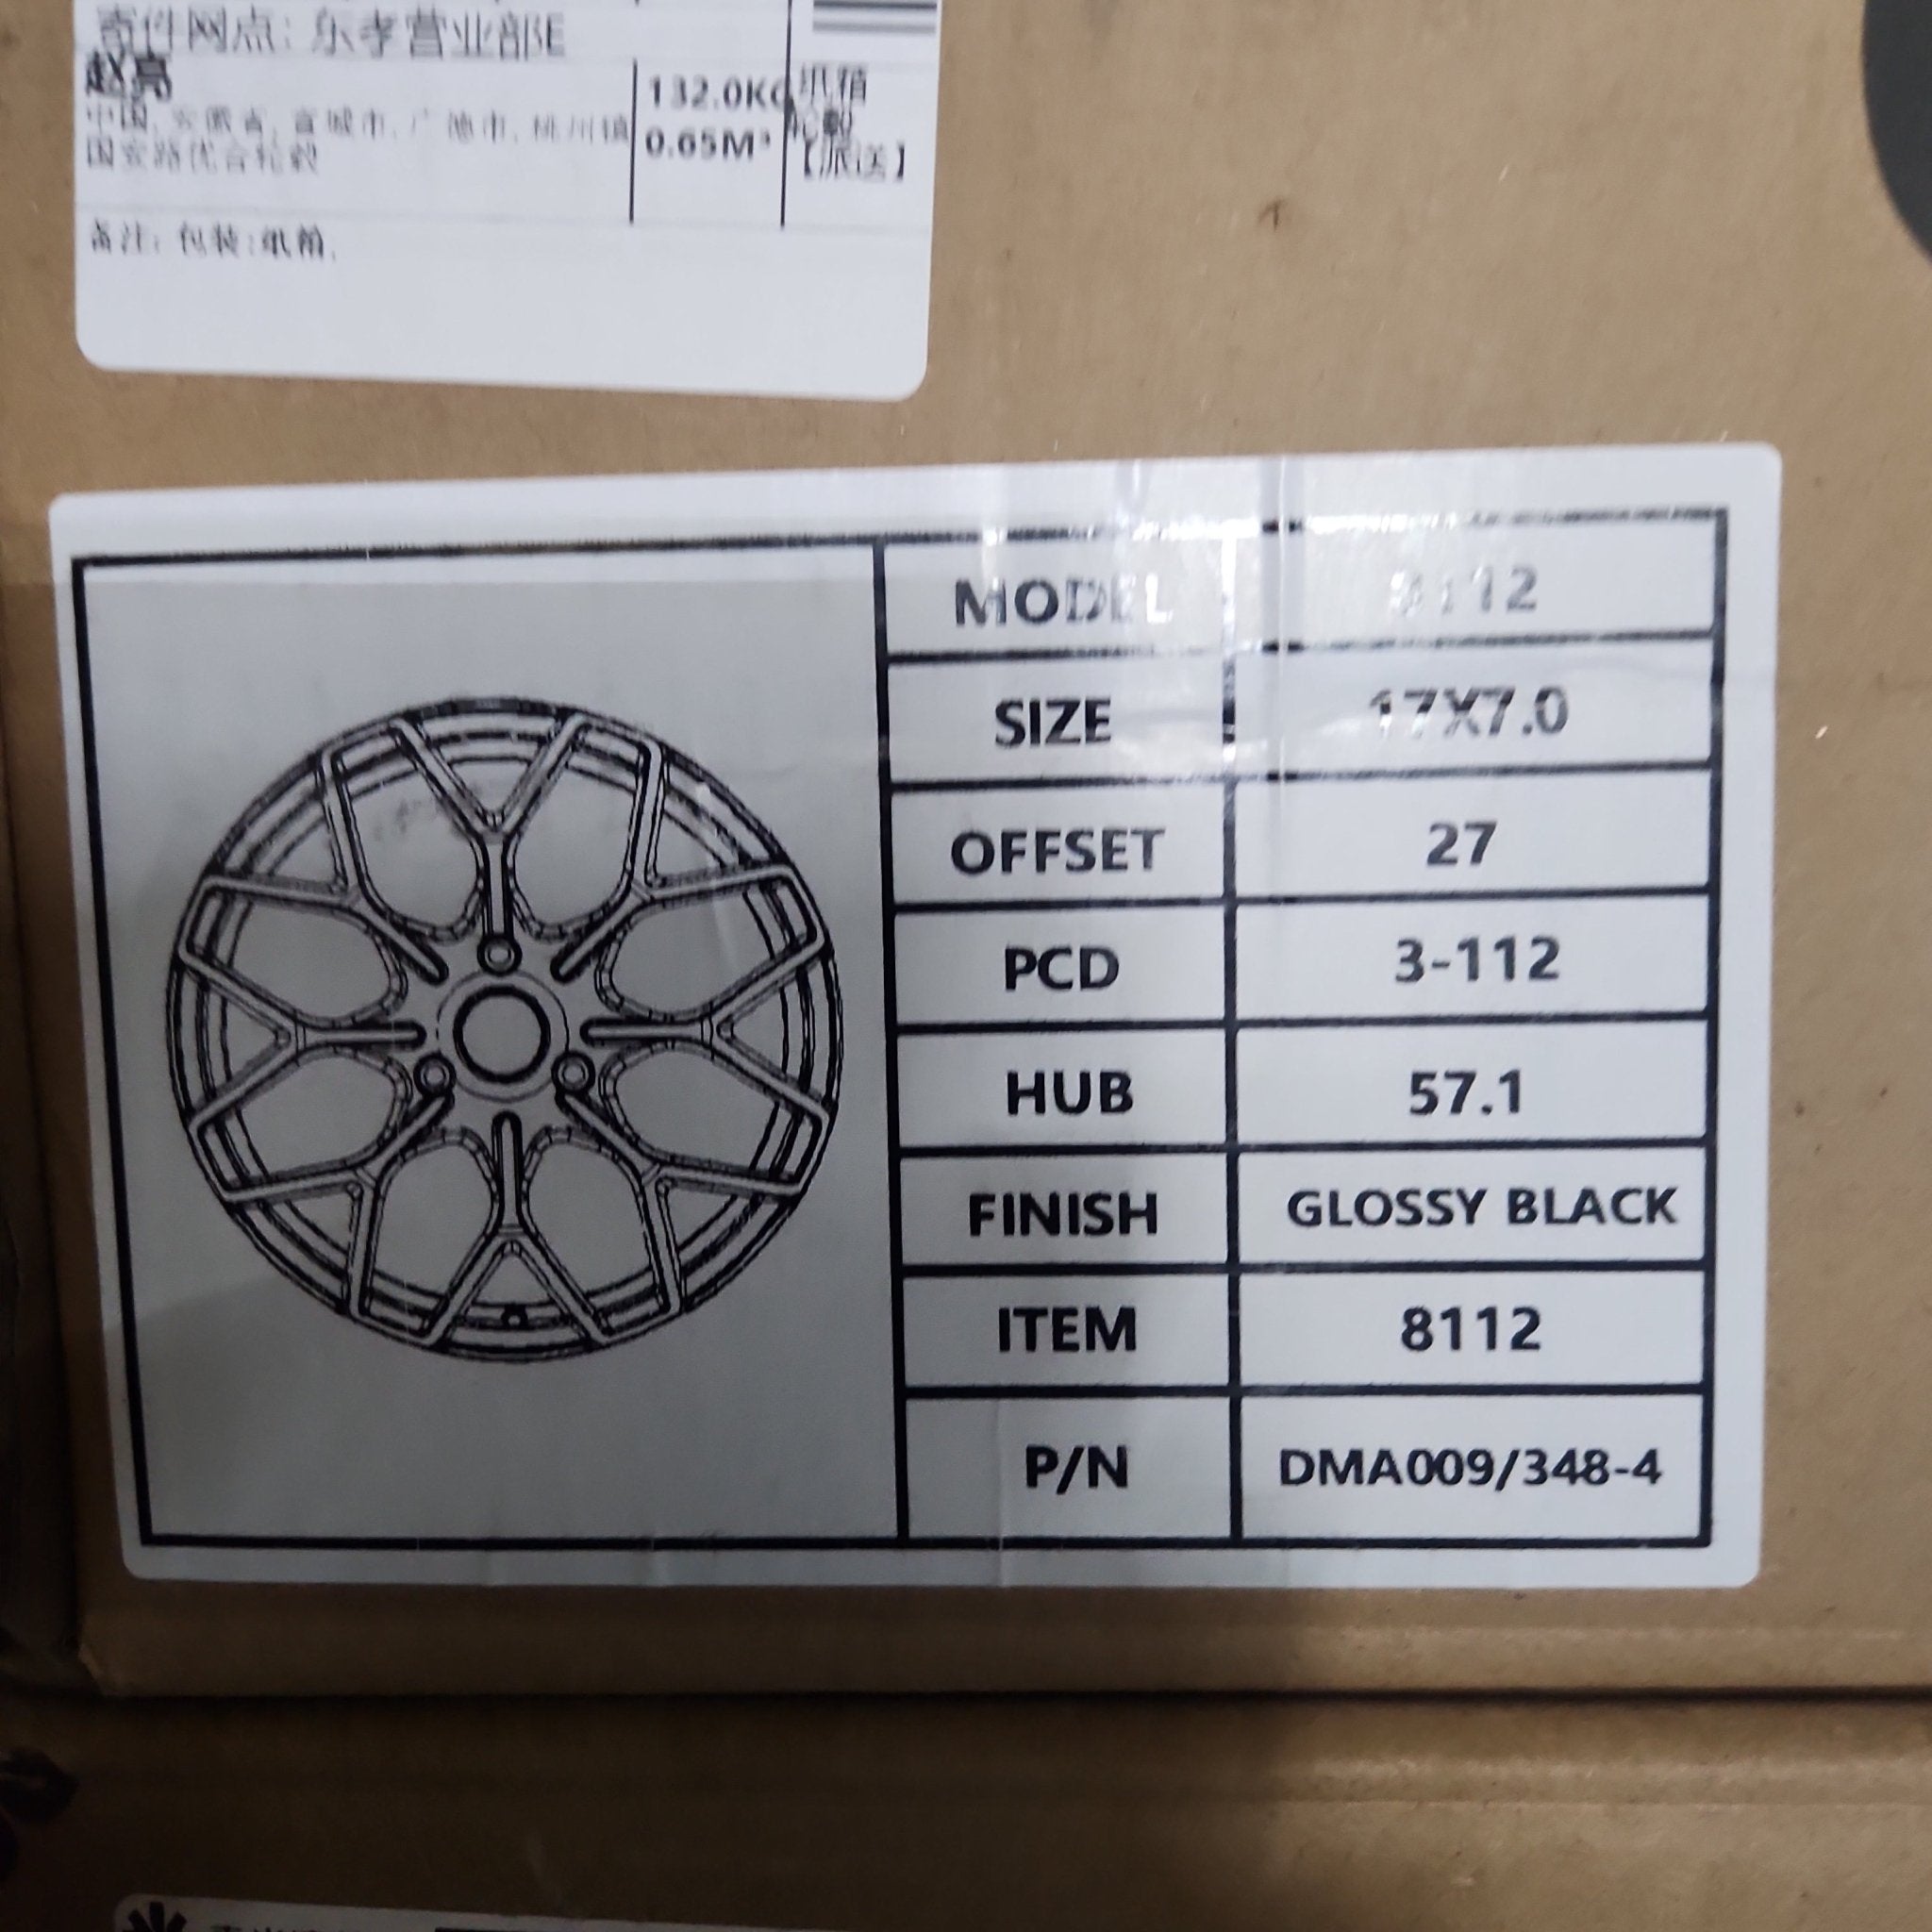 寄件网点: 东孝营业部E
赵亮
132.0KG
纸箱
中国, 安徽省, 宣城市, 广德市, 桃州镇
0.65M³
轮毂
国安路优合轮毂
【派送】
备注: 包装:纸箱,
MODEL 8112
SIZE 17X7.0
OFFSET 27
PCD 3-112
HUB 57.1
FINISH GLOSSY BLACK
ITEM 8112
P/N DMA009/348-4